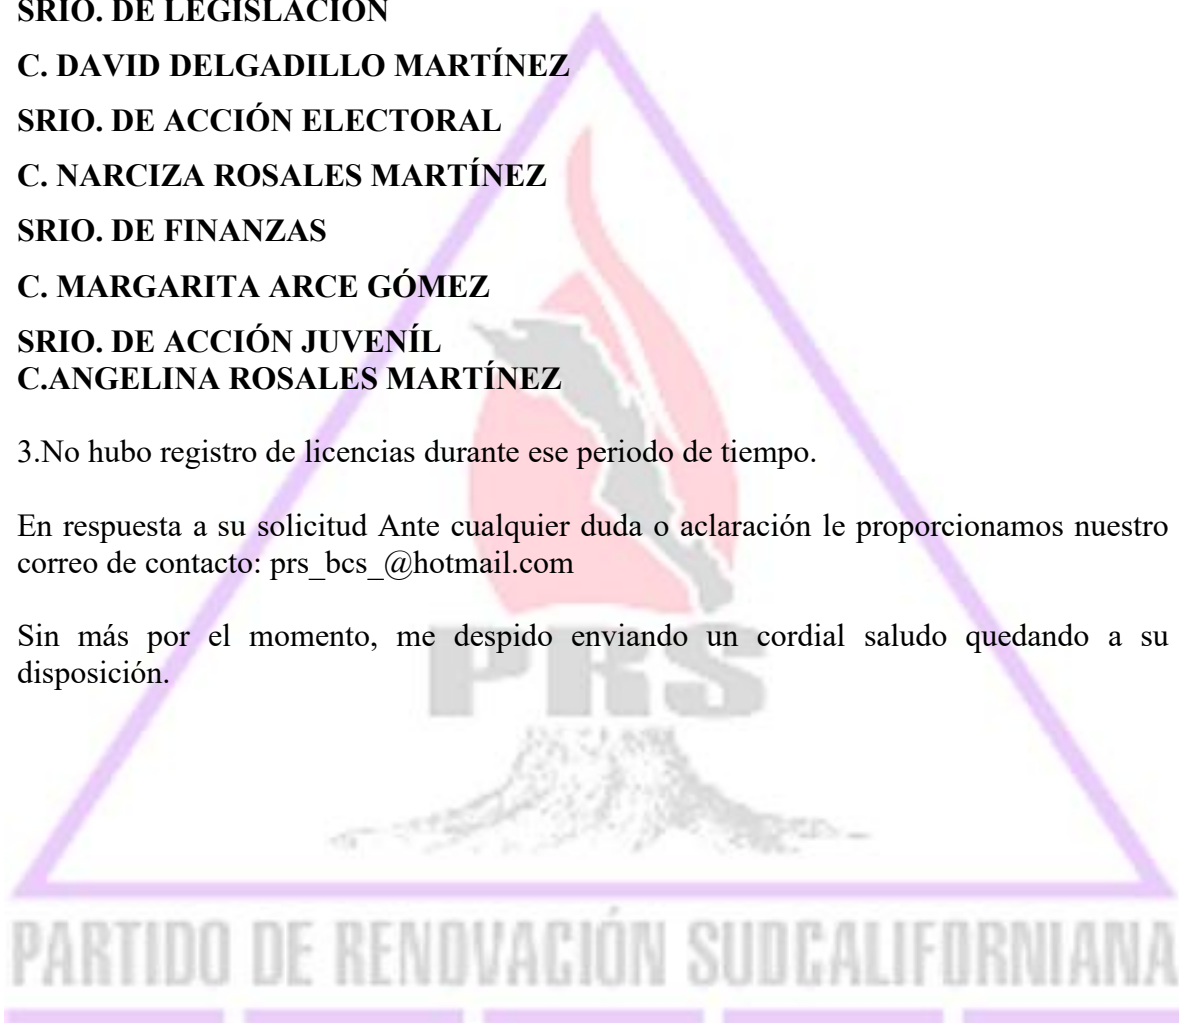 SRIO. DE LEGISLACIÓN
C. DAVID DELGADILLO MARTÍNEZ
SRIO. DE ACCIÓN ELECTORAL
C. NARCIZA ROSALES MARTÍNEZ
SRIO. DE FINANZAS
C. MARGARITA ARCE GÓMEZ
SRIO. DE ACCIÓN JUVENÍL
C.ANGELINA ROSALES MARTÍNEZ
3.No hubo registro de licencias durante ese periodo de tiempo.
En respuesta a su solicitud Ante cualquier duda o aclaración le proporcionamos nuestro
correo de contacto: prs_bcs_@hotmail.com
Sin más por el momento, me despido enviando un cordial saludo quedando a su
disposición.
PRS
PARTIDO DE RENOVACIÓN SUDCALIFORNIANA